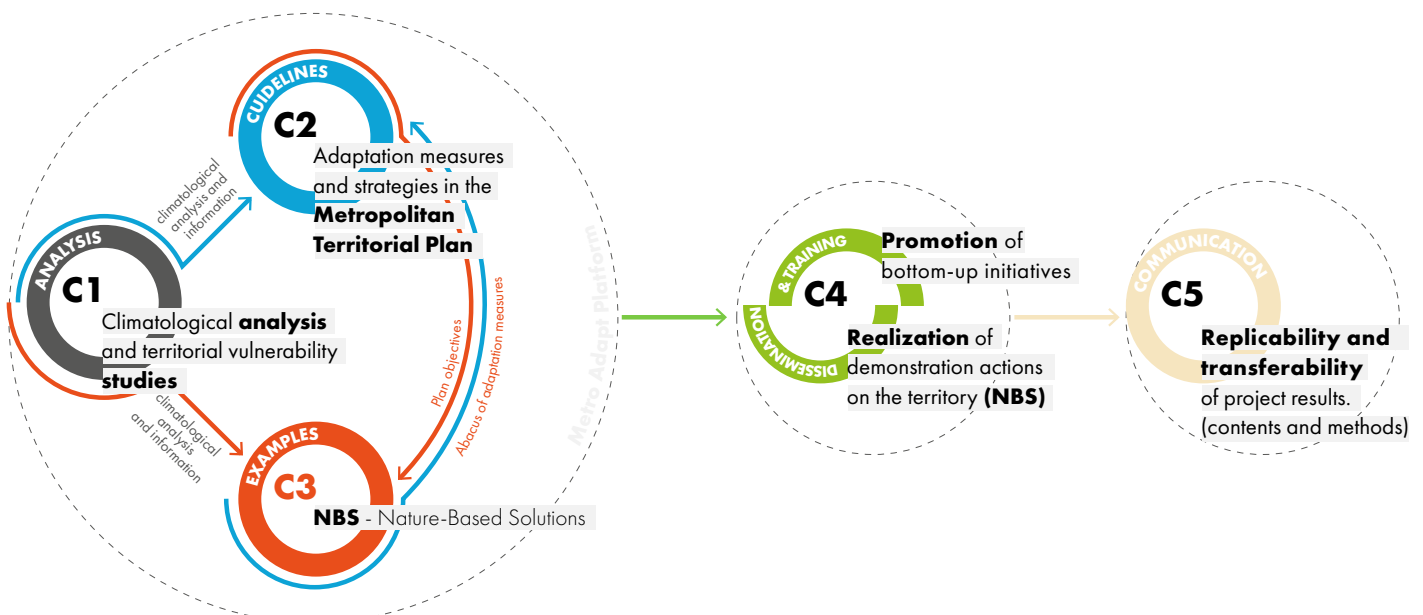 GUIDELINES
C2
Adaptation measures
and strategies in the
Metropolitan
Territorial Plan
climatological
analysis and
information
ANALYSIS
C1
Climatological analysis
and territorial vulnerability
studies
climatological
analysis
and information
EXAMPLES
C3
NBS - Nature-Based Solutions
Plan objectives
Abacus of adaptation measures
Metro Adapt Platform
& TRAINING
DISSEMINATION
C4
Promotion of
bottom-up initiatives
Realization of
demonstration actions
on the territory (NBS)
COMMUNICATION
C5
Replicability and
transferability
of project results.
(contents and methods)